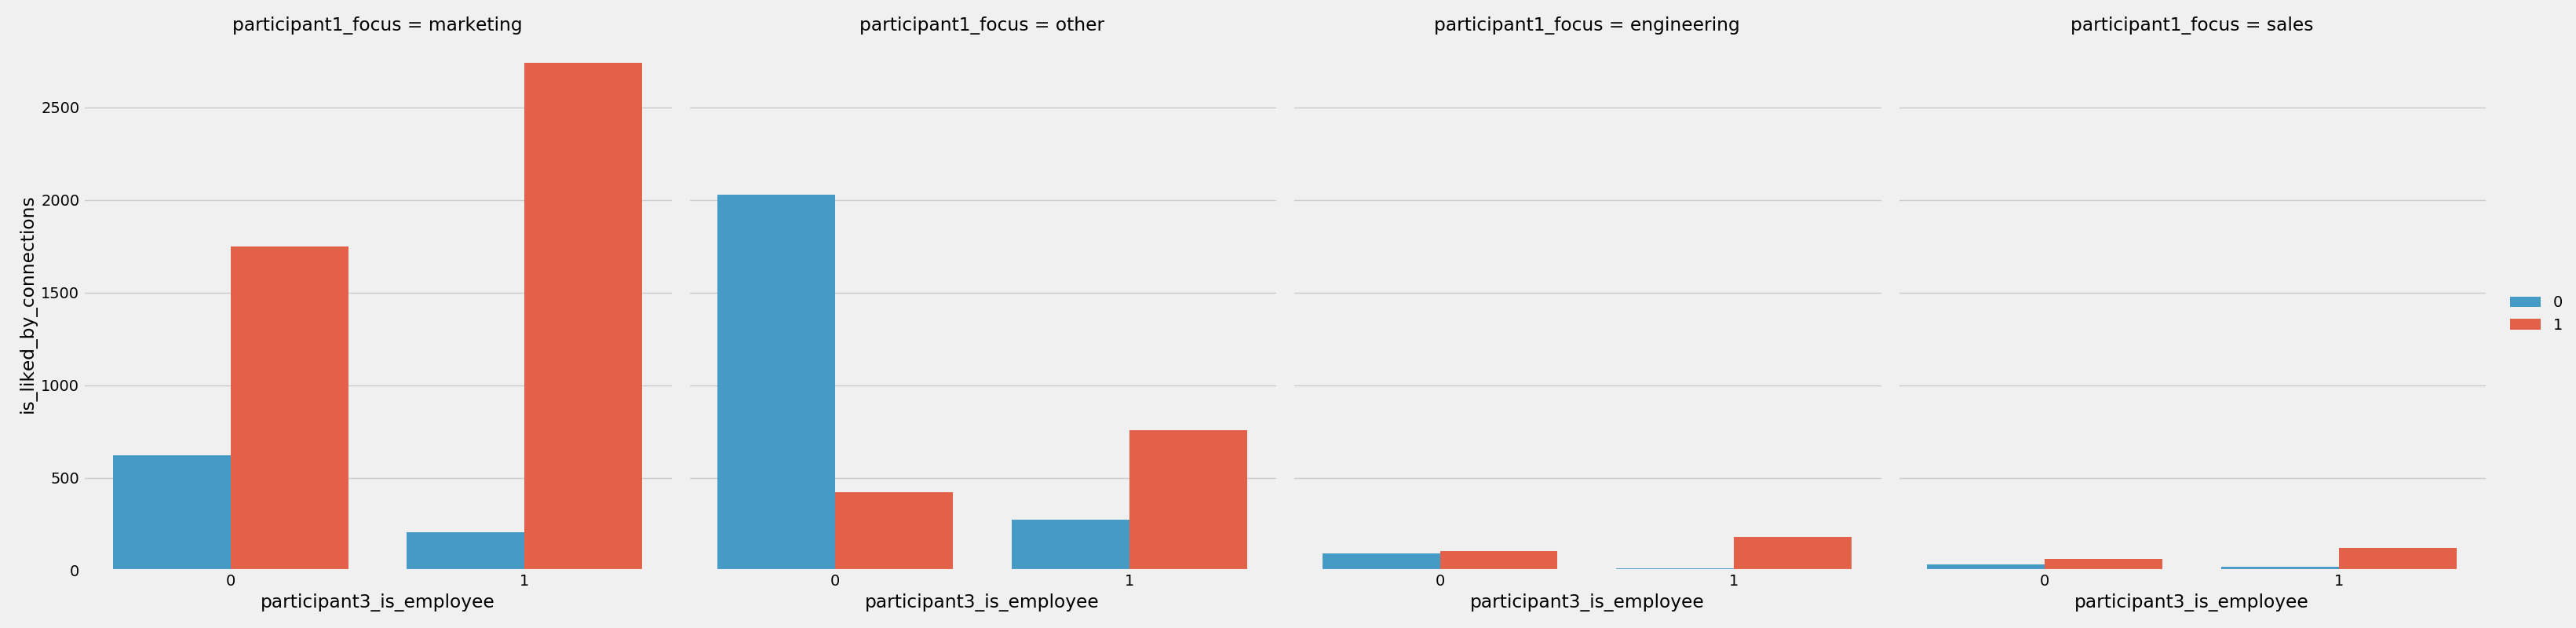 participant1_focus = marketing
participant1_focus = other
participant1_focus = engineering
participant1_focus = sales
is_liked_by_connections
2500
2000
1500
1000
500
0
0 1
0 1
0 1
0 1
participant3_is_employee
participant3_is_employee
participant3_is_employee
participant3_is_employee
0
1